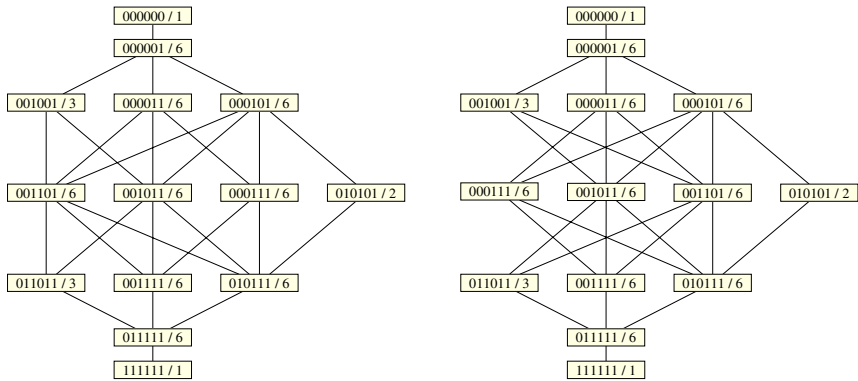 000000 / 1
000001 / 6
001001 / 3
000011 / 6
000101 / 6
001101 / 6
001011 / 6
000111 / 6
010101 / 2
011011 / 3
001111 / 6
010111 / 6
011111 / 6
111111 / 1
000000 / 1
000001 / 6
001001 / 3
000011 / 6
000101 / 6
000111 / 6
001011 / 6
001101 / 6
010101 / 2
011011 / 3
001111 / 6
010111 / 6
011111 / 6
111111 / 1